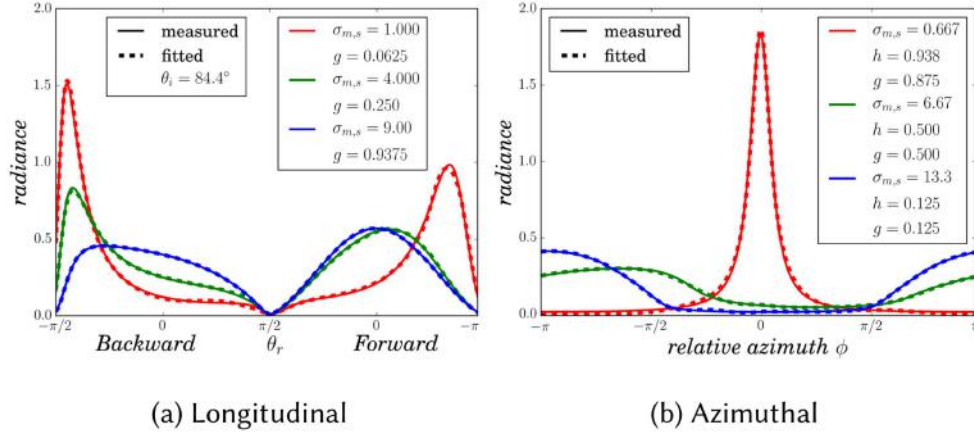 2.0
1.5
1.0
0.5
0.0
radiance
measured
fitted
θi = 84.4°
σm,s = 1.000
g = 0.0625
σm,s = 4.000
g = 0.250
σm,s = 9.00
g = 0.9375
−π/2 0 π/2 0 −π
Backward θr Forward
(a) Longitudinal
2.0
1.5
1.0
0.5
0.0
radiance
measured
fitted
σm,s = 0.667
h = 0.938
g = 0.875
σm,s = 6.67
h = 0.500
g = 0.500
σm,s = 13.3
h = 0.125
g = 0.125
−π −π/2 0 π/2
relative azimuth ϕ
(b) Azimuthal